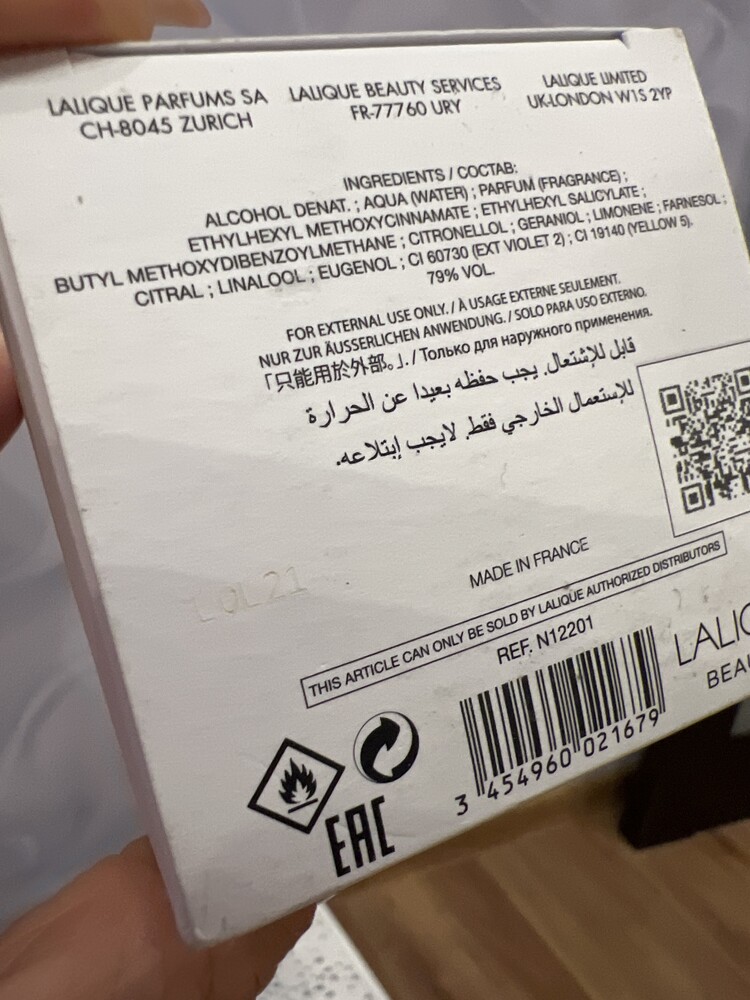 LALIQUE PARFUMS SA
CH-8045 ZURICH
LALIQUE BEAUTY SERVICES
FR-77760 URY
LALIQUE LIMITED
UK-LONDON W1S 2YP
INGREDIENTS / COCTAB:
ALCOHOL DENAT. ; AQUA (WATER) ; PARFUM (FRAGRANCE) ;
ETHYLHEXYL METHOXYCINNAMATE ; ETHYLHEXYL SALICYLATE ;
BUTYL METHOXYDIBENZOYLMETHANE ; CITRONELLOL ; GERANIOL ; LIMONENE ; FARNESOL ;
CITRAL ; LINALOOL ; EUGENOL ; CI 60730 (EXT VIOLET 2) ; CI 19140 (YELLOW 5).
79% VOL.
FOR EXTERNAL USE ONLY. / À USAGE EXTERNE SEULEMENT.
NUR ZUR ÄUSSERLICHEN ANWENDUNG. / SOLO PARA USO EXTERNO.
「只能用於外部。」. / Только для наружного применения.
قابل للإشتعال. يجب حفظه بعيدا عن الحرارة
للإستعمال الخارجي فقط. لايجب إبتلاعه.
MADE IN FRANCE
THIS ARTICLE CAN ONLY BE SOLD BY LALIQUE AUTHORIZED DISTRIBUTORS
REF. N12201
3 454960 021679
EAC